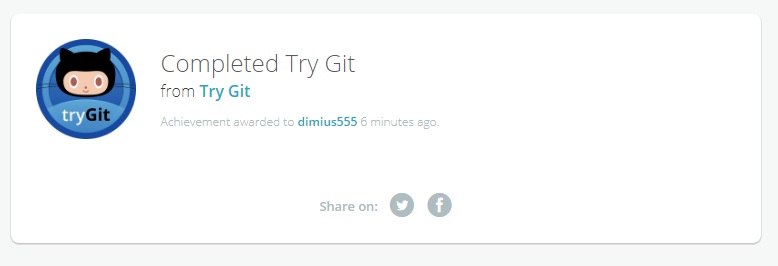 tryGit
Completed Try Git
from Try Git
Achievement awarded to dimius555 6 minutes ago.
Share on: